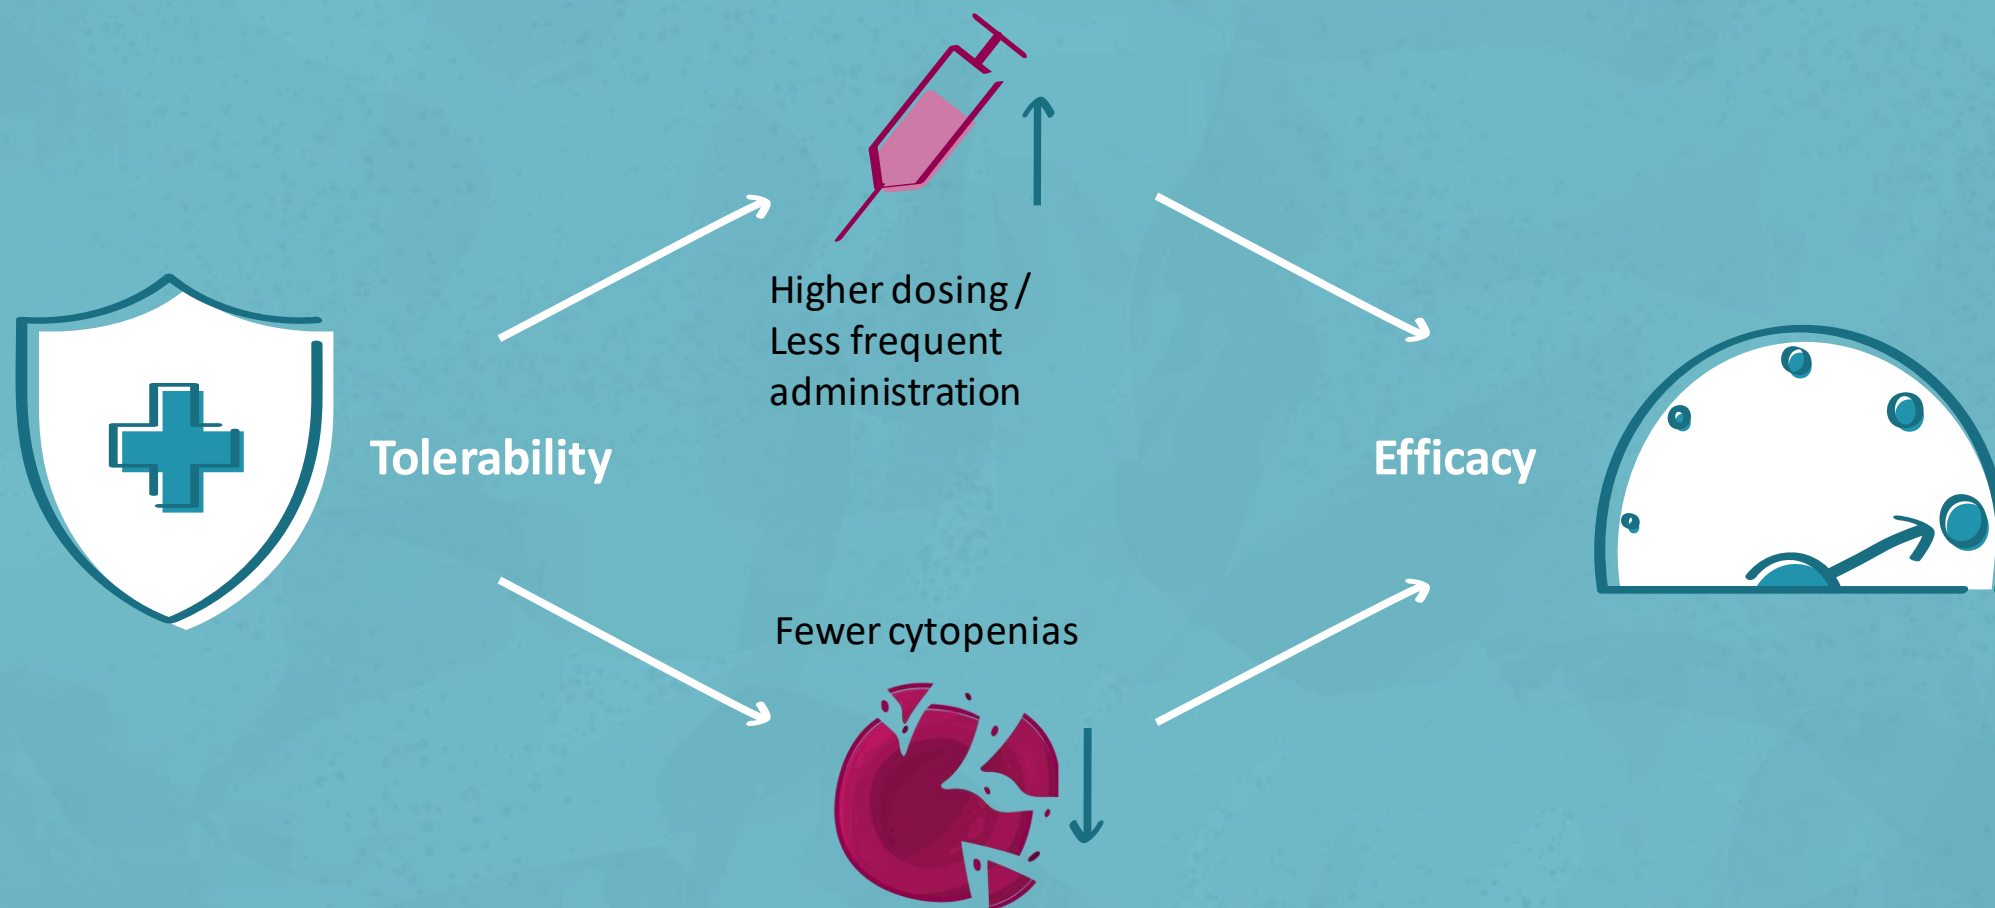 Higher dosing /
Less frequent
administration
Tolerability
Efficacy
Fewer cytopenias